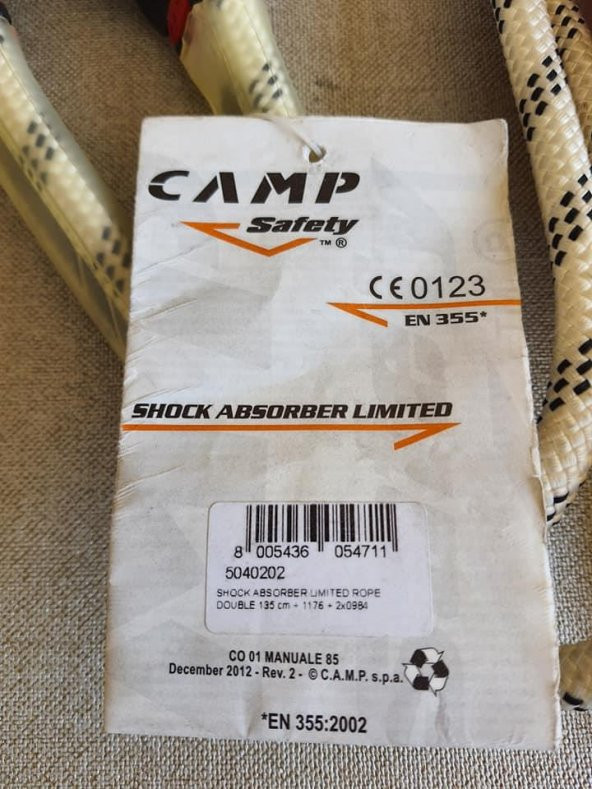 CAMP
Safety
TM ®
CE 0123
EN 355*
SHOCK ABSORBER LIMITED
8 005436 054711
5040202
SHOCK ABSORBER LIMITED ROPE
DOUBLE 135 cm + 1176 + 2x0984
CO 01 MANUALE 85
December 2012 - Rev. 2 - © C.A.M.P. s.p.a.
*EN 355:2002